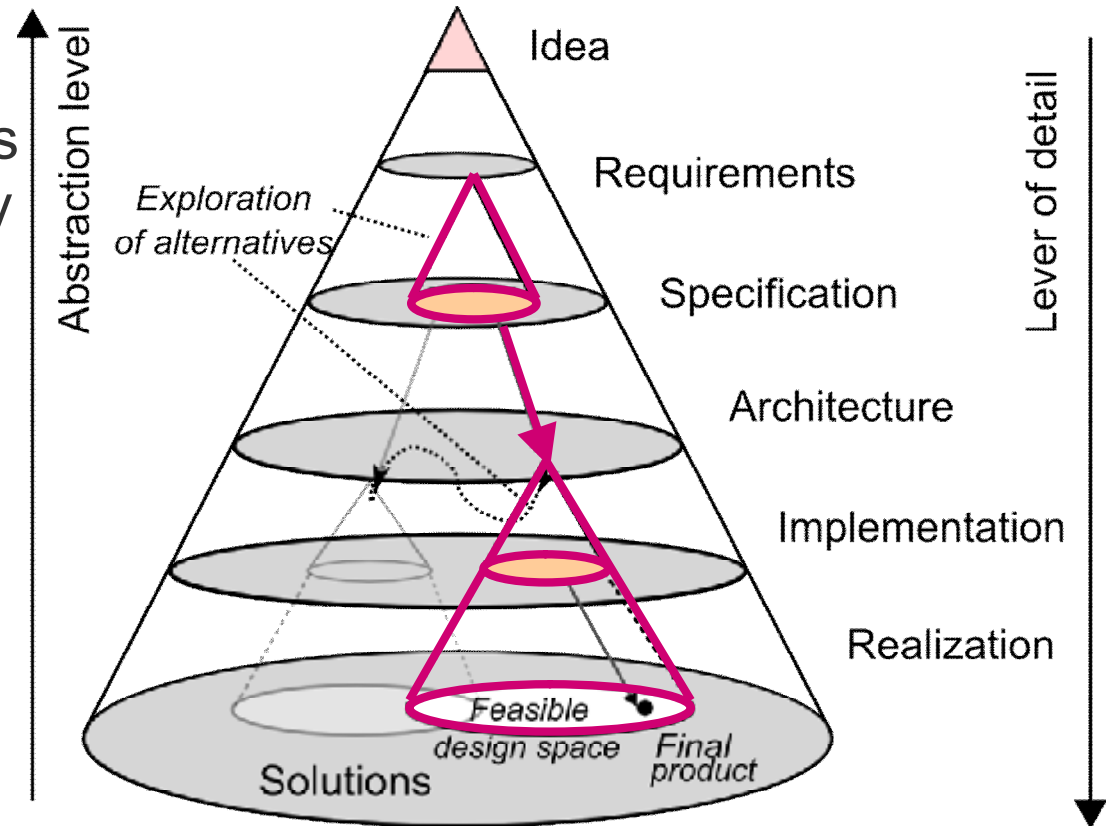 Idea
Abstraction level
s
y
Lever of detail
Requirements
Exploration
of alternatives
Specification
Architecture
Implementation
Realization
Feasible
design space
Final
product
Solutions